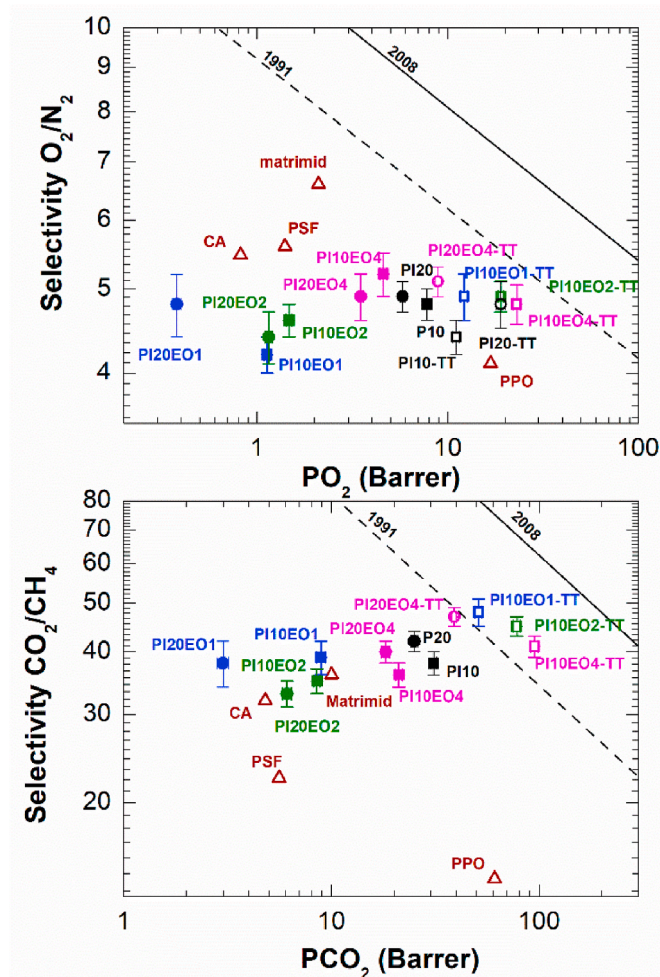 10
9
8
7
6
5
4
Selectivity O2/N2
1991
2008
matrimid
CA
PSF
PI10EO4
PI20EO4-TT
PI20EO4
PI20
PI10EO1-TT
PI10EO2-TT
PI20EO2
PI20EO1
PI10EO2
PI10EO1
P10
PI10EO4-TT
PI10-TT
PI20-TT
PPO
1
10
100
PO2 (Barrer)
80
70
60
50
40
30
20
Selectivity CO2/CH4
1991
2008
PI20EO4-TT
PI10EO1-TT
PI20EO1
PI10EO1
PI20EO4
P20
PI10EO2-TT
PI10EO2
PI10
PI10EO4-TT
CA
Matrimid
PI10EO4
PI20EO2
PSF
PPO
1
10
100
PCO2 (Barrer)